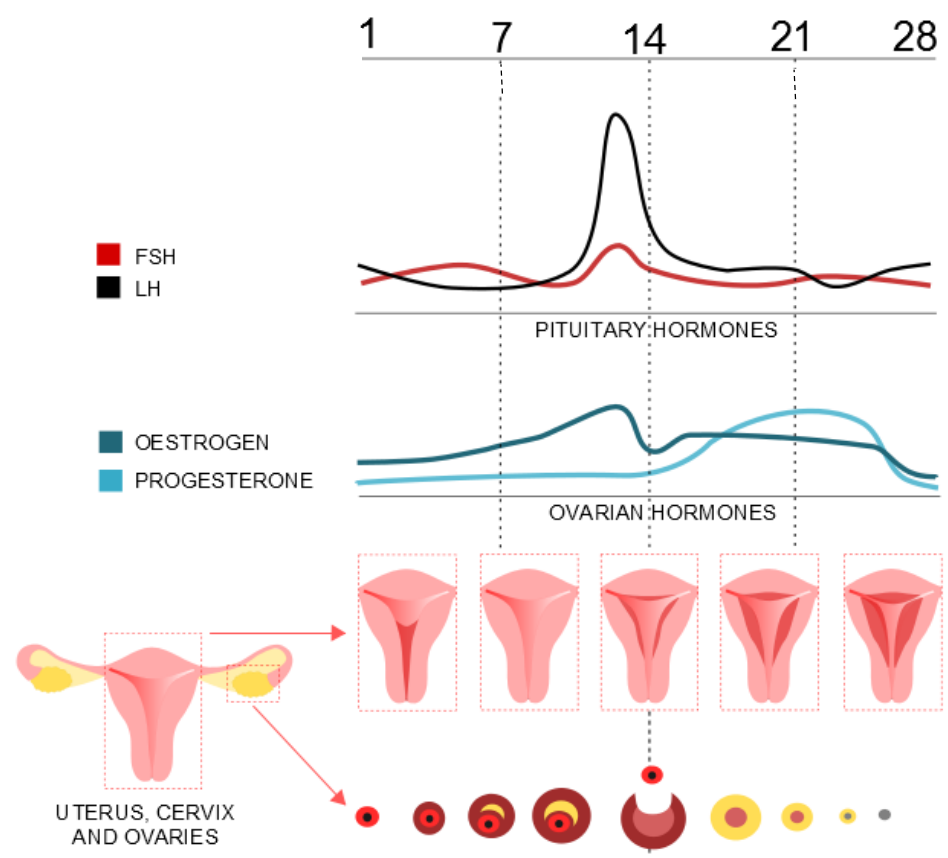 1 7 14 21 28
FSH
LH
PITUITARY HORMONES
OESTROGEN
PROGESTERONE
OVARIAN HORMONES
UTERUS, CERVIX
AND OVARIES